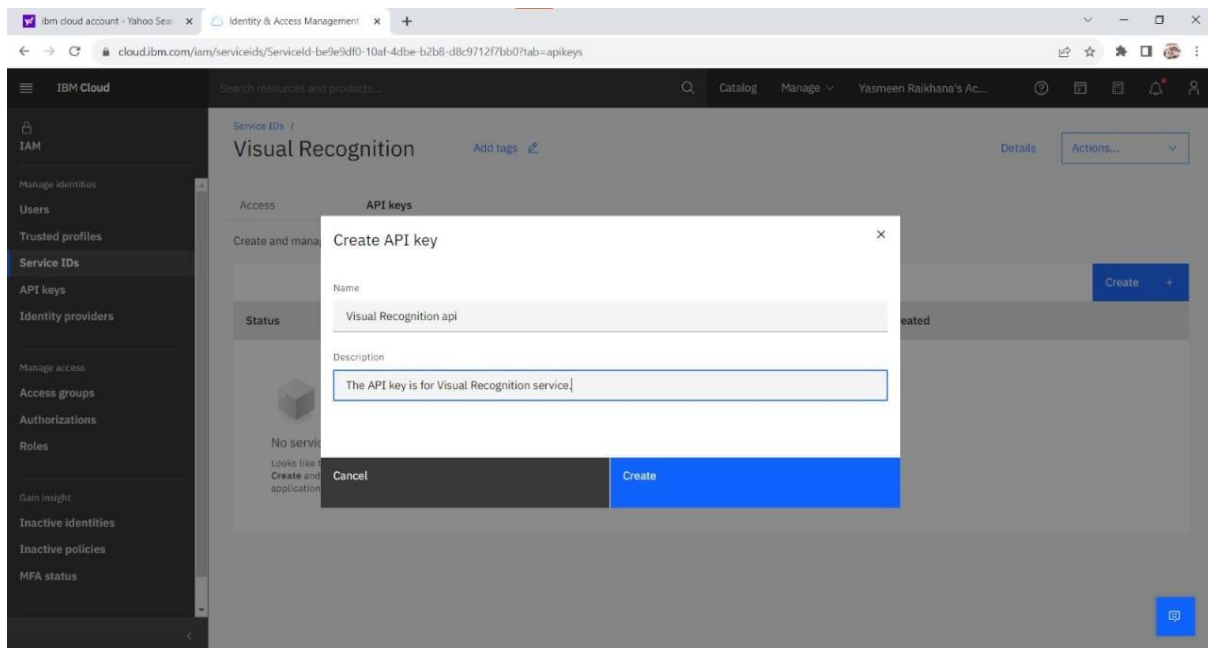 ibm cloud account - Yahoo Sear
Identity & Access Management
cloud.ibm.com/iam/serviceids/ServiceId-be9e9df0-10af-4dbe-b2b8-d8c9712f7bb0?tab=apikeys
IBM Cloud
Search resources and products...
Catalog
Manage
Yasmeen Raikhana's Ac...
IAM
Manage identities
Users
Trusted profiles
Service IDs
API keys
Identity providers
Manage access
Access groups
Authorizations
Roles
Gain insight
Inactive identities
Inactive policies
MFA status
Service IDs /
Visual Recognition
Add tags
Details
Actions...
Access
API keys
Create and mana
Create +
Status
eated
No servic
Looks like t
Create and
application
Create API key
Name
Visual Recognition api
Description
The API key is for Visual Recognition service.
Cancel
Create